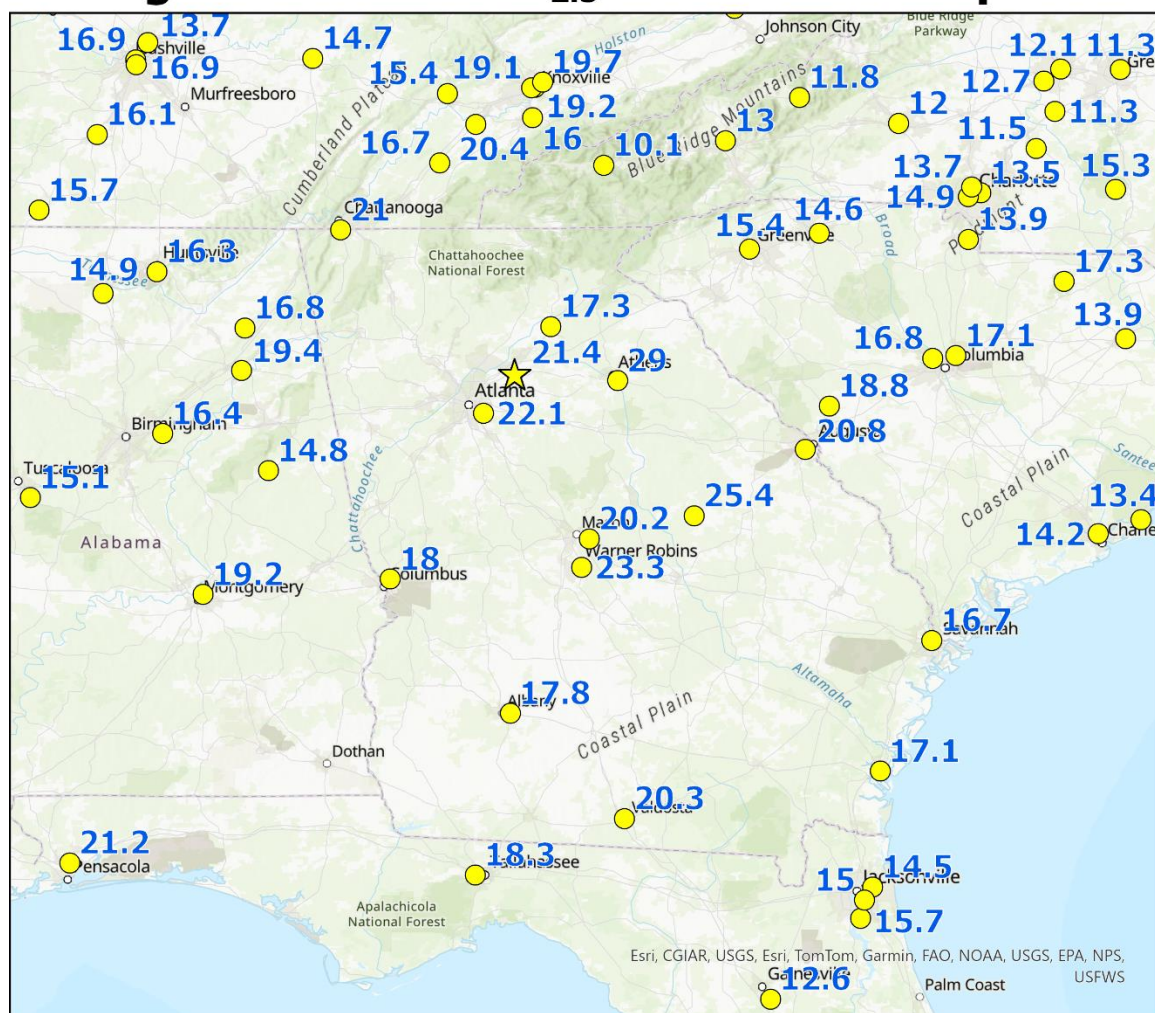 2.5
13.7
16.9
Nashville
16.9
14.7
Holston
Johnson City
Blue Ridge
Parkway
12.1
11.3
12.7
15.4
19.1
19.7
Knoxville
11.8
Murfreesboro
Cumberland Plateau
19.2
16.1
16
20.4
16.7
10.1
Blue Ridge Mountains
13
12
11.3
11.5
13.7
13.5
Charlotte
15.3
14.9
13.9
Piedmont
15.7
Chattanooga
21
15.4
14.6
Greenville
Broad
16.3
Huntsville
14.9
Chattahoochee
National Forest
17.3
16.8
17.3
13.9
19.4
21.4
Athens
29
16.8
17.1
Columbia
Atlanta
22.1
18.8
16.4
Birmingham
20.8
Augusta
14.8
Tuscaloosa
15.1
Chattahoochee
25.4
Coastal Plain
Santee
13.4
14.2
Alabama
20.2
Macon
Warner Robins
23.3
19.2
Montgomery
18
Columbus
16.7
Savannah
Altamaha
17.8
Albany
Coastal Plain
Dothan
17.1
20.3
Valdosta
21.2
Pensacola
18.3
Tallahassee
14.5
15
Jacksonville
15.7
Apalachicola
National Forest
Esri, CGIAR, USGS, Esri, TomTom, Garmin, FAO, NOAA, USGS, EPA, NPS,
USFWS
Gainesville
12.6
Palm Coast